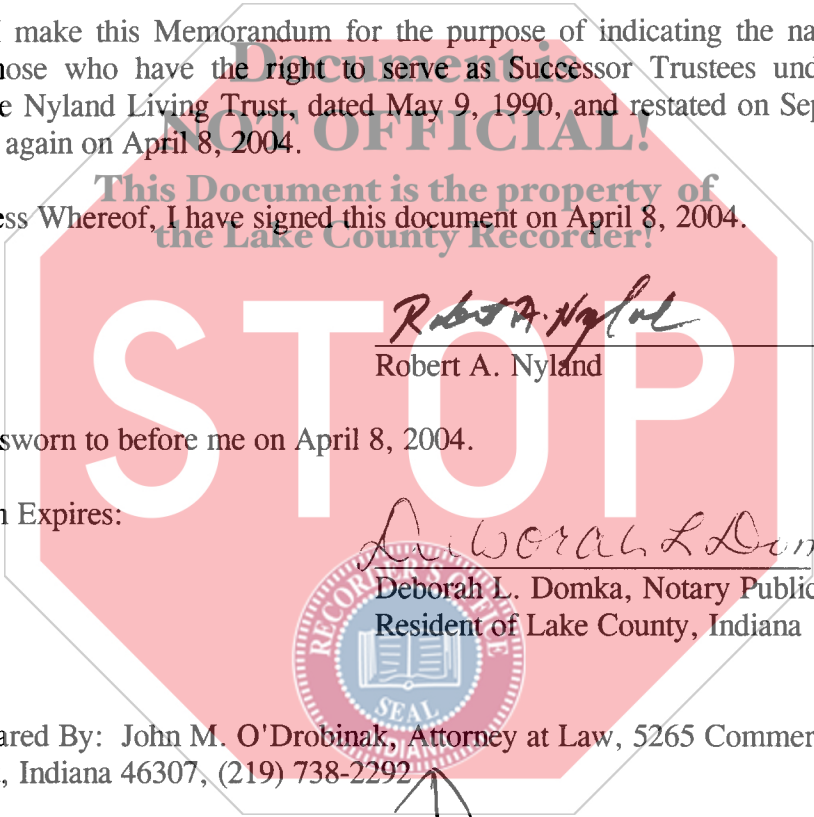 I make this Memorandum for the purpose of indicating the na
hose who have the right to serve as Successor Trustees und
e Nyland Living Trust, dated May 9, 1990, and restated on Sep
again on April 8, 2004.
Document is
NOT OFFICIAL!
This Document is the property of
the Lake County Recorder!
ess Whereof, I have signed this document on April 8, 2004.
STOP
Robert A. Nyland
Robert A. Nyland
sworn to before me on April 8, 2004.
n Expires:
Deborah L Dom
Deborah L. Domka, Notary Public
Resident of Lake County, Indiana
RECORDER'S OFFICE
SEAL
INDIANA
ared By: John M. O'Drobinak, Attorney at Law, 5265 Commer
, Indiana 46307, (219) 738-2292